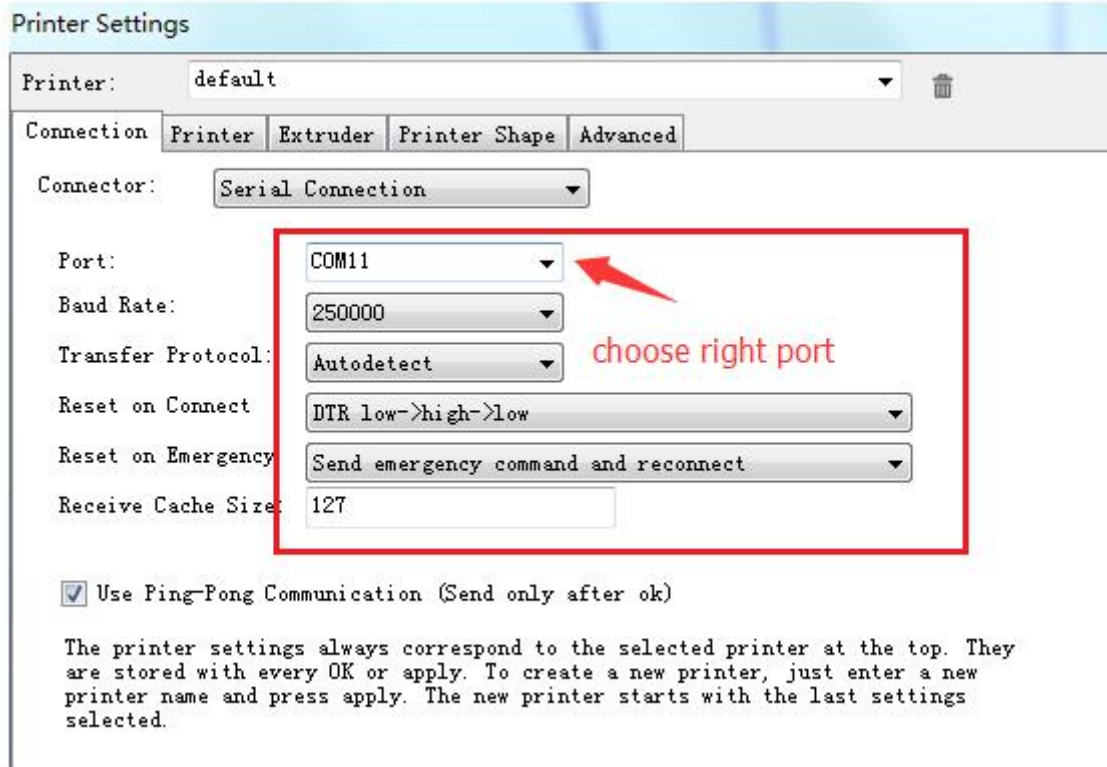 Printer Settings
Printer: default
Connection Printer Extruder Printer Shape Advanced
Connector: Serial Connection
Port: COM11
Baud Rate: 250000
choose right port
Transfer Protocol: Autodetect
Reset on Connect DTR low->high->low
Reset on Emergency Send emergency command and reconnect
Receive Cache Size: 127
Use Ping-Pong Communication (Send only after ok)
The printer settings always correspond to the selected printer at the top. They
are stored with every OK or apply. To create a new printer, just enter a new
printer name and press apply. The new printer starts with the last settings
selected.